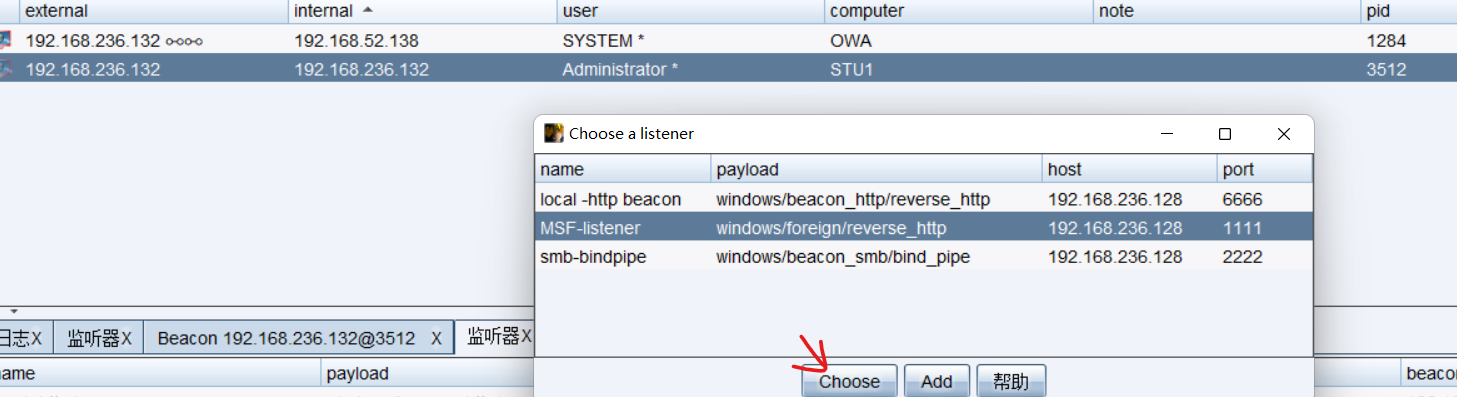 external internal user computer note pid
192.168.236.132 192.168.52.138 SYSTEM * OWA 1284
192.168.236.132 192.168.236.132 Administrator * STU1 3512
Choose a listener
name payload host port
local -http beacon windows/beacon_http/reverse_http 192.168.236.128 6666
MSF-listener windows/foreign/reverse_http 192.168.236.128 1111
smb-bindpipe windows/beacon_smb/bind_pipe 192.168.236.128 2222
日志X 监听器X Beacon 192.168.236.132@3512 X 监听器X
Choose Add 帮助
ame payload beaco